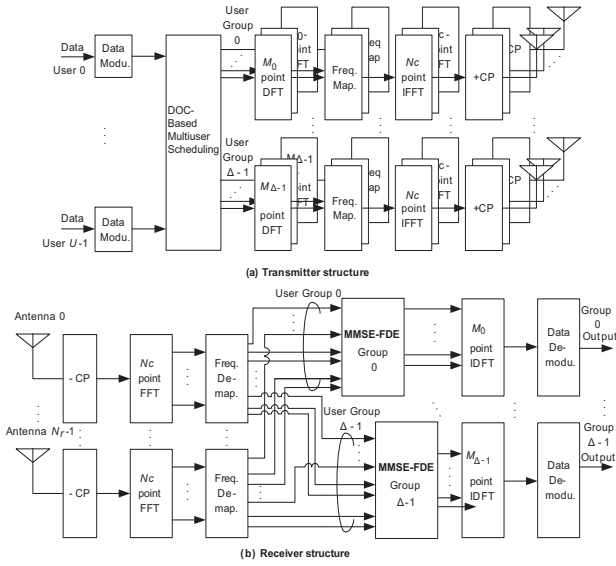 User
Group
0
Data
User 0
Data
Modu.
DOC-
Based
Multiuser
Scheduling
M0
point
DFT
Freq.
Map.
Nc
point
IFFT
+CP
User
Group
Δ-1
Data
User U-1
Data
Modu.
MΔ-1
point
DFT
Freq.
Map.
Nc
point
IFFT
+CP
(a) Transmitter structure
Antenna 0
- CP
Nc
point
FFT
Freq.
De-
map.
User Group 0
MMSE-FDE
Group
0
M0
point
IDFT
Data
De-
modu.
Group
0
Output
Antenna Nr-1
- CP
Nc
point
FFT
Freq.
De-
map.
User Group
Δ-1
MMSE-FDE
Group
Δ-1
MΔ-1
point
IDFT
Data
De-
modu.
Group
Δ-1
Output
(b) Receiver structure